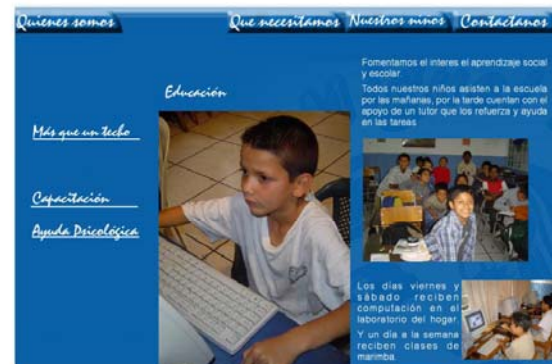 Quienes somos
Que necesitamos
Nuestros ninos
Contactanos
Educación
Más que un techo
Capacitación
Ayuda Psicológica
Fomentamos el interes el aprendizaje social
y escolar.
Todos nuestros niños asisten a la escuela
por las mañanas, por la tarde cuentan con el
apoyo de un tutor que los refuerza y ayuda
en las tareas
Los días viernes y
sábado reciben
computación en el
laboratorio del hogar.
Y un día a la semana
reciben clases de
marimba.